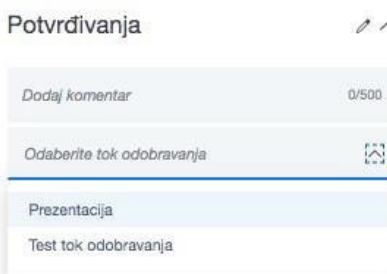 Potvrđivanja
Dodaj komentar 0/500
Odaberite tok odobravanja
Prezentacija
Test tok odobravanja